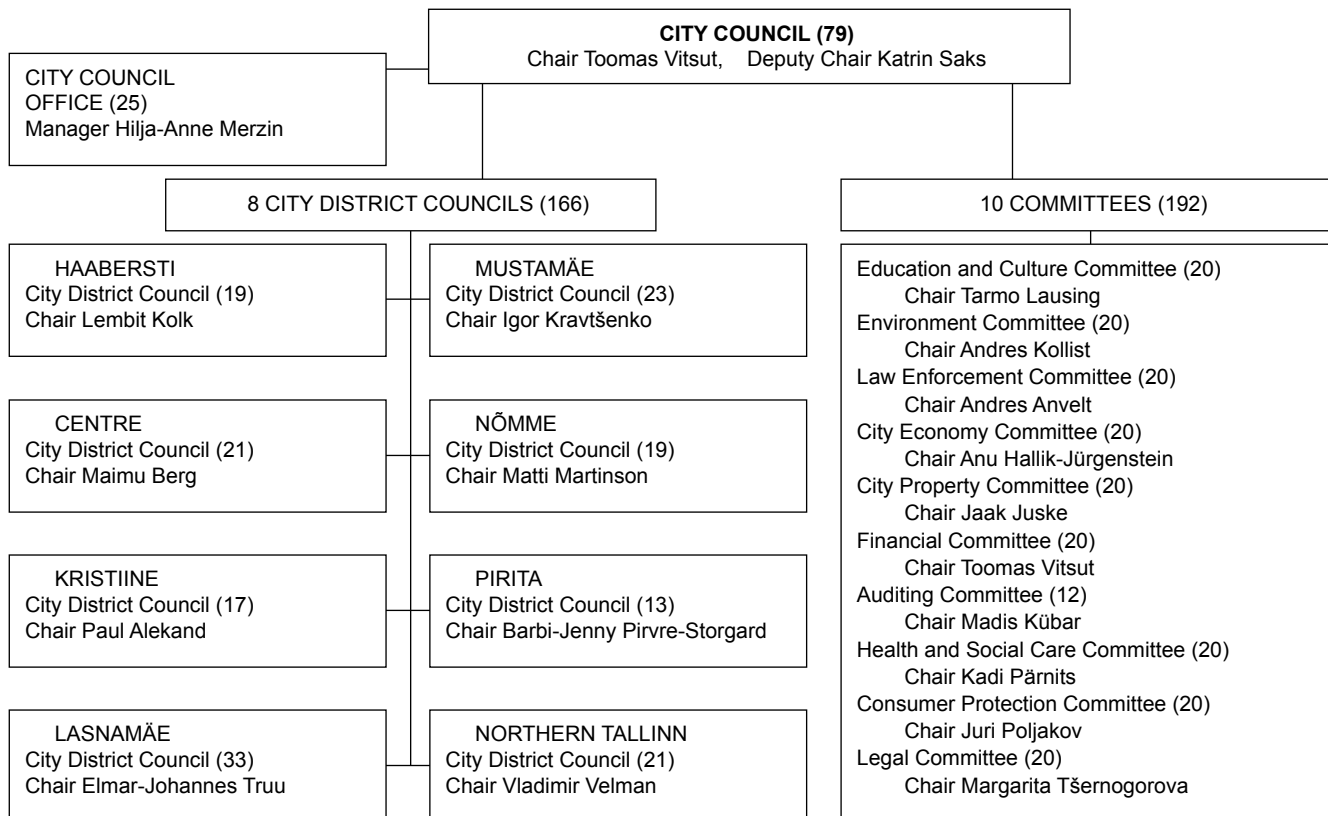 CITY COUNCIL (79)
Chair Toomas Vitsut, Deputy Chair Katrin Saks
CITY COUNCIL
OFFICE (25)
Manager Hilja-Anne Merzin
8 CITY DISTRICT COUNCILS (166)
HAABERSTI
City District Council (19)
Chair Lembit Kolk
MUSTAMÄE
City District Council (23)
Chair Igor Kravtšenko
CENTRE
City District Council (21)
Chair Maimu Berg
NÕMME
City District Council (19)
Chair Matti Martinson
KRISTIINE
City District Council (17)
Chair Paul Alekand
PIRITA
City District Council (13)
Chair Barbi-Jenny Pirvre-Storgard
LASNAMÄE
City District Council (33)
Chair Elmar-Johannes Truu
NORTHERN TALLINN
City District Council (21)
Chair Vladimir Velman
10 COMMITTEES (192)
Education and Culture Committee (20)
Chair Tarmo Lausing
Environment Committee (20)
Chair Andres Kollist
Law Enforcement Committee (20)
Chair Andres Anvelt
City Economy Committee (20)
Chair Anu Hallik-Jürgenstein
City Property Committee (20)
Chair Jaak Juske
Financial Committee (20)
Chair Toomas Vitsut
Auditing Committee (12)
Chair Madis Kübar
Health and Social Care Committee (20)
Chair Kadi Pärnits
Consumer Protection Committee (20)
Chair Juri Poljakov
Legal Committee (20)
Chair Margarita Tšernogorova